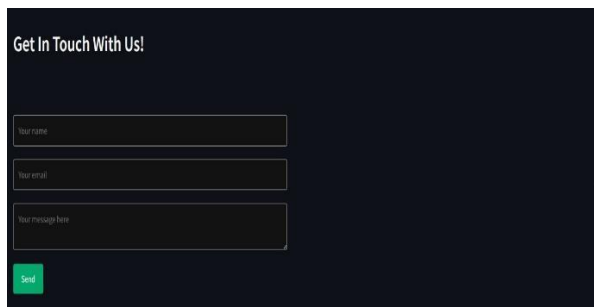 Get In Touch With Us!
Your name
Your email
Your message here
Send